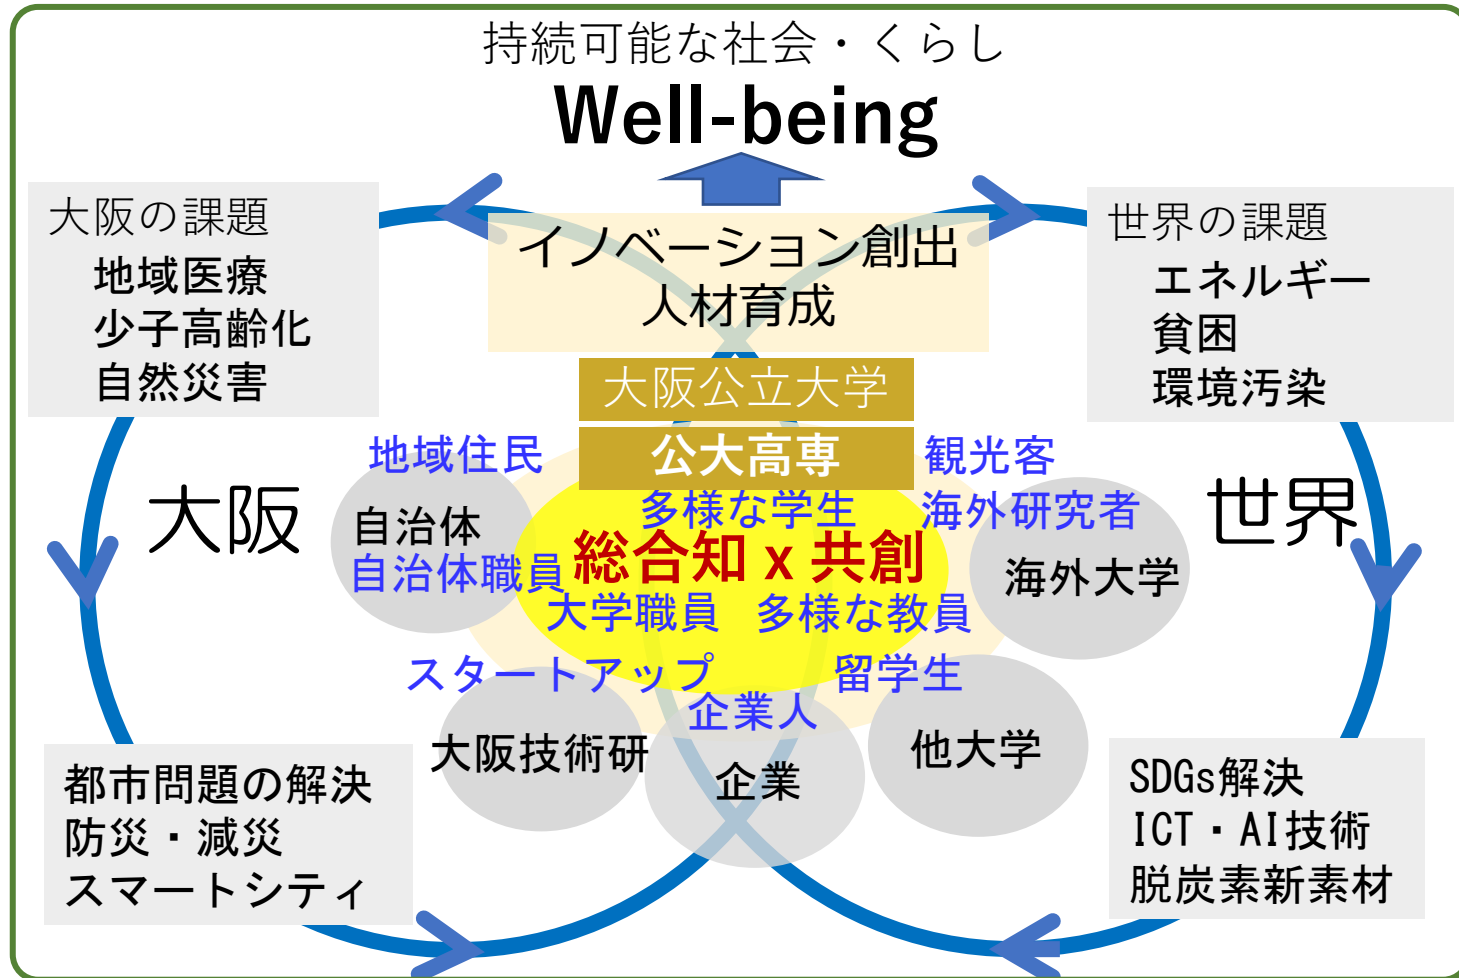 持続可能な社会・くらし
Well-being
大阪の課題
地域医療
少子高齢化
自然災害
イノベーション創出
人材育成
世界の課題
エネルギー
貧困
環境汚染
大阪公立大学
公大高専
地域住民
観光客
大阪
自治体
自治体職員
多様な学生
総合知 x 共創
大学職員 多様な教員
海外研究者
海外大学
世界
スタートアップ
企業人
留学生
大阪技術研
企業
他大学
都市問題の解決
防災・減災
スマートシティ
SDGs解決
ICT・AI技術
脱炭素新素材